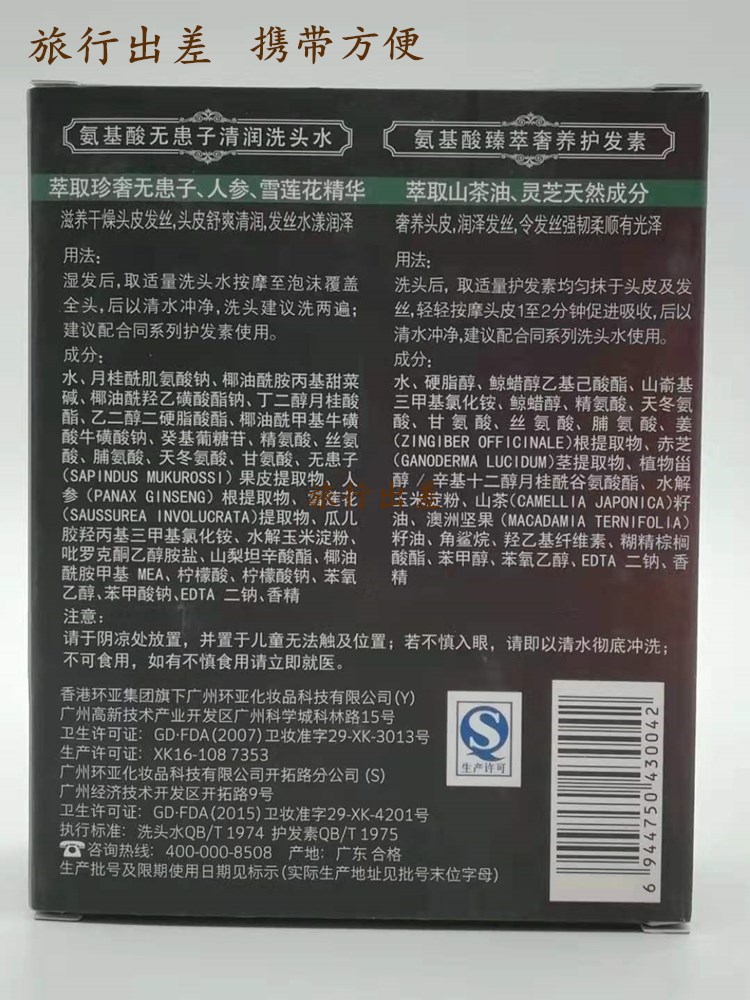 旅行出差 携带方便
氨基酸无患子清润洗头水
萃取珍奢无患子、人参、雪莲花精华
滋养干燥头皮发丝,头皮舒爽清润,发丝水漾润泽
用法:
湿发后,取适量洗头水按摩至泡沫覆盖
全头,后以清水冲净,洗头建议洗两遍;
建议配合同系列护发素使用。
成分:
水、月桂酰肌氨酸钠、椰油酰胺丙基甜菜
碱、椰油酰羟乙磺酸酯钠、丁二醇月桂酸
酯、乙二醇二硬脂酸酯、椰油酰甲基牛磺
酸牛磺酸钠、癸基葡糖苷、精氨酸、丝氨
酸、脯氨酸、天冬氨酸、甘氨酸、无患子
(SAPINDUS MUKUROSSI)果皮提取物、人
参(PANAX GINSENG)根提取物、雪莲花
(SAUSSUREA INVOLUCRATA)提取物、瓜儿
胶羟丙基三甲基氯化铵、水解玉米淀粉、
吡罗克酮乙醇胺盐、山梨坦辛酸酯、椰油
酰胺甲基 MEA、柠檬酸、柠檬酸钠、苯氧
乙醇、苯甲酸钠、EDTA 二钠、香精
氨基酸臻萃奢养护发素
萃取山茶油、灵芝天然成分
奢养头皮,润泽发丝,令发丝强韧柔顺有光泽
用法:
洗头后,取适量护发素均匀抹于头皮及发
丝,轻轻按摩头皮1至2分钟促进吸收,后以
清水冲净,建议配合同系列洗头水使用。
成分:
水、硬脂醇、鲸蜡醇乙基己酸酯、山嵛基
三甲基氯化铵、鲸蜡醇、精氨酸、天冬氨
酸、甘氨酸、丝氨酸、脯氨酸、姜
(ZINGIBER OFFICINALE)根提取物、赤芝
(GANODERMA LUCIDUM)茎提取物、植物甾
醇/辛基十二醇月桂酰谷氨酸酯、水解
玉米淀粉、山茶(CAMELLIA JAPONICA)籽
油、澳洲坚果(MACADAMIA TERNIFOLIA)
籽油、角鲨烷、羟乙基纤维素、糊精棕榈
酸酯、苯甲醇、苯氧乙醇、EDTA 二钠、香
精
旅行出差
注意:
请于阴凉处放置,并置于儿童无法触及位置;若不慎入眼,请即以清水彻底冲洗;
不可食用,如有不慎食用请立即就医。
香港环亚集团旗下广州环亚化妆品科技有限公司(Y)
广州高新技术产业开发区广州科学城科林路15号
卫生许可证: GD·FDA(2007)卫妆准字29-XK-3013号
生产许可证: XK16-108 7353
广州环亚化妆品科技有限公司开拓路分公司 (S)
广州经济技术开发区开拓路9号
卫生许可证: GD·FDA(2015)卫妆准字29-XK-4201号
执行标准: 洗头水QB/T 1974 护发素QB/T 1975
咨询热线: 400-000-8508 产地: 广东 合格
生产批号及限期使用日期见标示(实际生产地址见批号末位字母)
生产许可
6 944750 430042